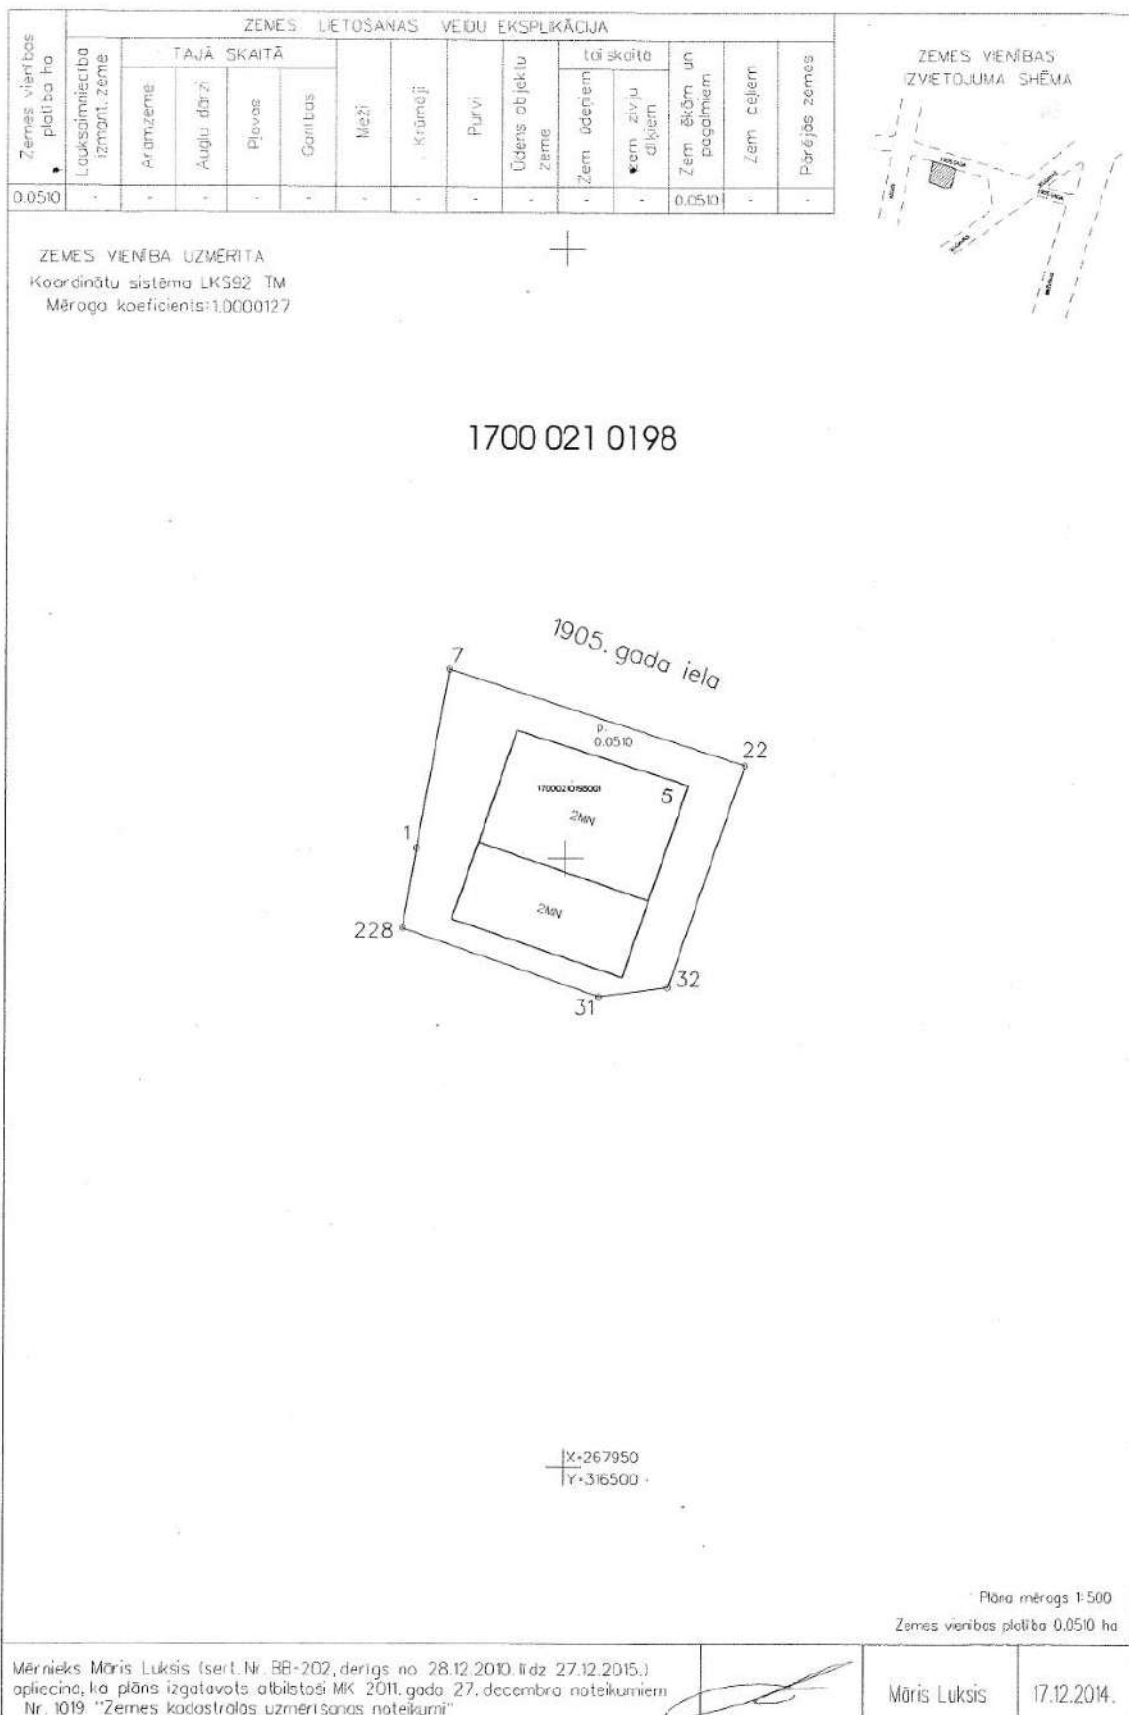 ZEMES LIETOŠANAS VEIDU EKSPLIKĀCIJA
Zemes vienības
platība ha
Lauksaimniecībā
izmant. zeme
TAJĀ SKAITĀ
Aramzeme
Augļu dārzi
Pļavas
Ganības
Meži
Krūmāji
Purvi
Ūdens objektu
zeme
tai skaitā
Zem ūdeņiem
Zem zivju
dīķiem
Zem ēkām un
pagalmiem
Zem ceļiem
Pārējās zemes
0.0510 - - - - - - - - - - - 0.0510 - -
ZEMES VIENĪBAS
IZVIETOJUMA SHĒMA
ZEMES VIENĪBA UZMĒRĪTA
Koordinātu sistēma LKS92 TM
Mēroga koeficients:1.0000127
1700 021 0198
1905. gada iela
7
p.
0.0510
22
17000210198001
5
2MN
1
2MN
228
32
31
X=267950
Y=316500
Plāna mērogs 1:500
Zemes vienības platība 0.0510 ha
Mērnieks Māris Luksis (sert. Nr. BB-202, derīgs no 28.12.2010. līdz 27.12.2015.)
apliecina, ka plāns izgatavots atbilstoši MK 2011. gada 27. decembra noteikumiem
Nr. 1019 "Zemes kadastrālās uzmērīšanas noteikumi"
Māris Luksis
17.12.2014.